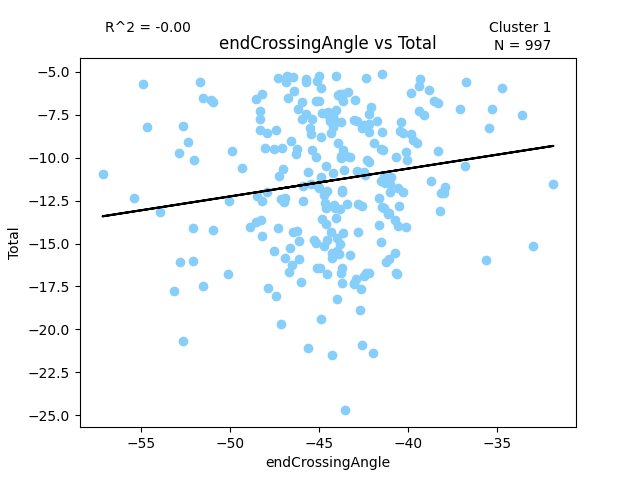 R^2 = -0.00
Cluster 1
N = 997
endCrossingAngle vs Total
−5.0
−7.5
−10.0
−12.5
−15.0
−17.5
−20.0
−22.5
−25.0
Total
−55
−50
−45
−40
−35
endCrossingAngle